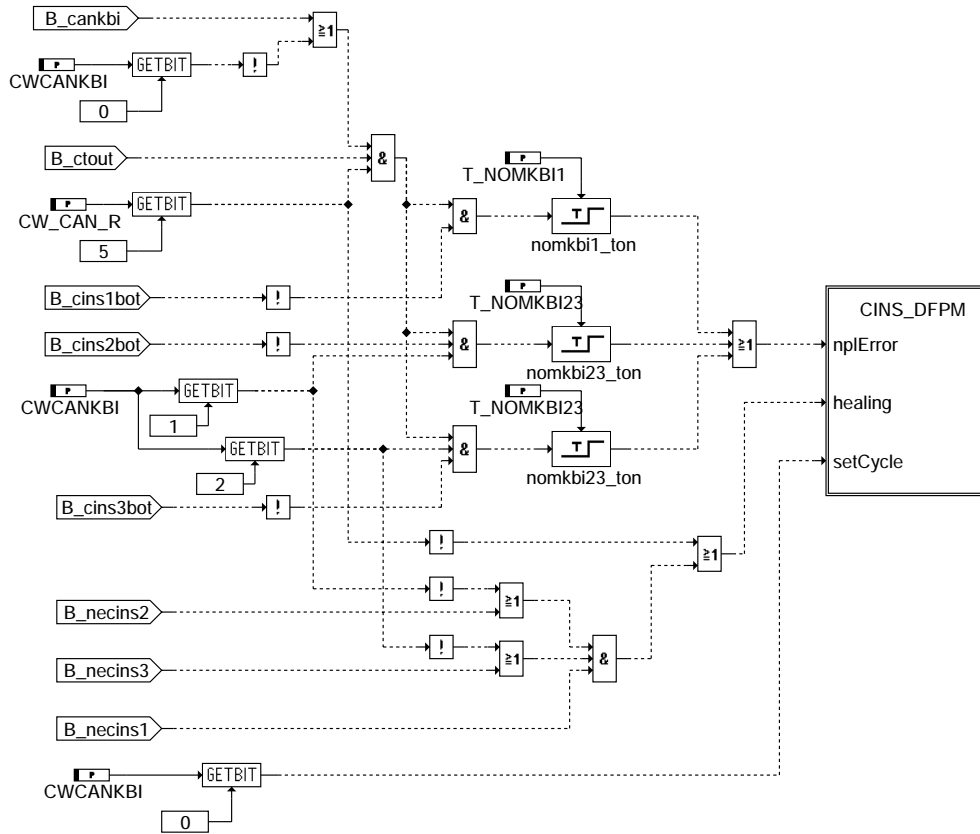 B_cankbi
≥1
P
GETBIT
!
CWCANKBI
0
B_ctout
&
P
T_NOMKBI1
P
GETBIT
CW_CAN_R
&
T
5
nomkbi1_ton
P
T_NOMKBI23
B_cins1bot
!
CINS_DFPM
B_cins2bot
!
&
T
≥1
nplError
nomkbi23_ton
P
GETBIT
P
CWCANKBI
T_NOMKBI23
healing
1
GETBIT
&
T
setCycle
2
nomkbi23_ton
B_cins3bot
!
!
≥1
!
B_necins2
≥1
!
B_necins3
≥1
&
B_necins1
P
GETBIT
CWCANKBI
0